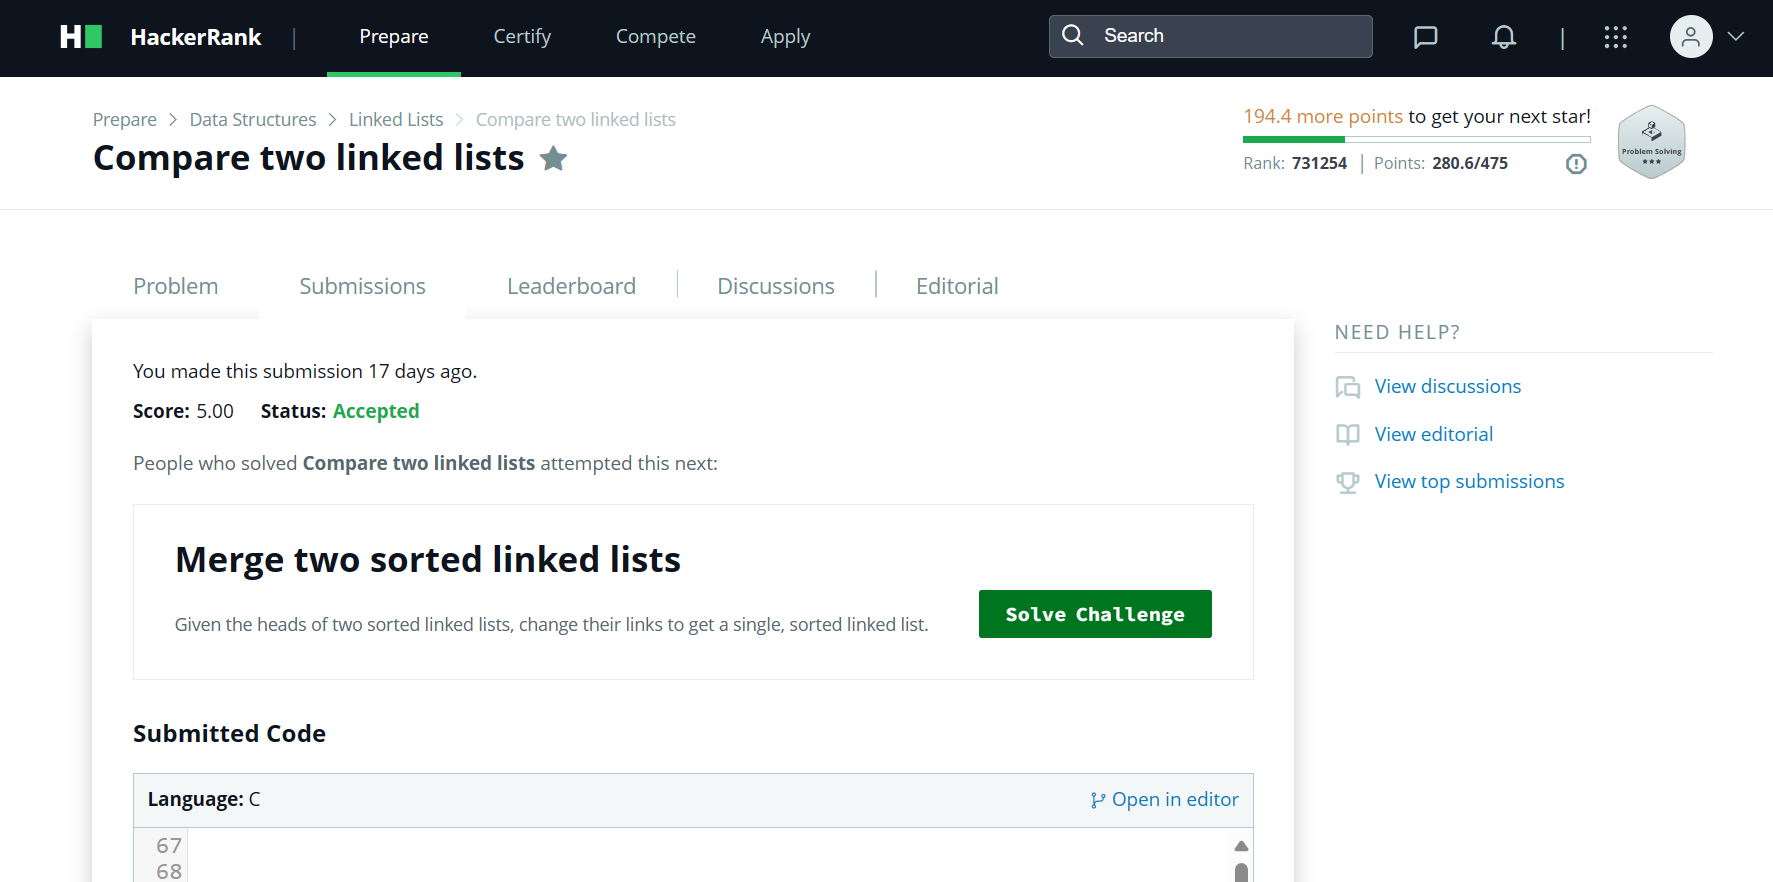 H HackerRank | Prepare Certify Compete Apply Search |
Prepare > Data Structures > Linked Lists > Compare two linked lists
Compare two linked lists
194.4 more points to get your next star!
Rank: 731254 | Points: 280.6/475
Problem Solving
Problem Submissions Leaderboard Discussions Editorial
You made this submission 17 days ago.
Score: 5.00 Status: Accepted
People who solved Compare two linked lists attempted this next:
Merge two sorted linked lists
Given the heads of two sorted linked lists, change their links to get a single, sorted linked list.
Solve Challenge
Submitted Code
Language: C Open in editor
67
68
NEED HELP?
View discussions
View editorial
View top submissions